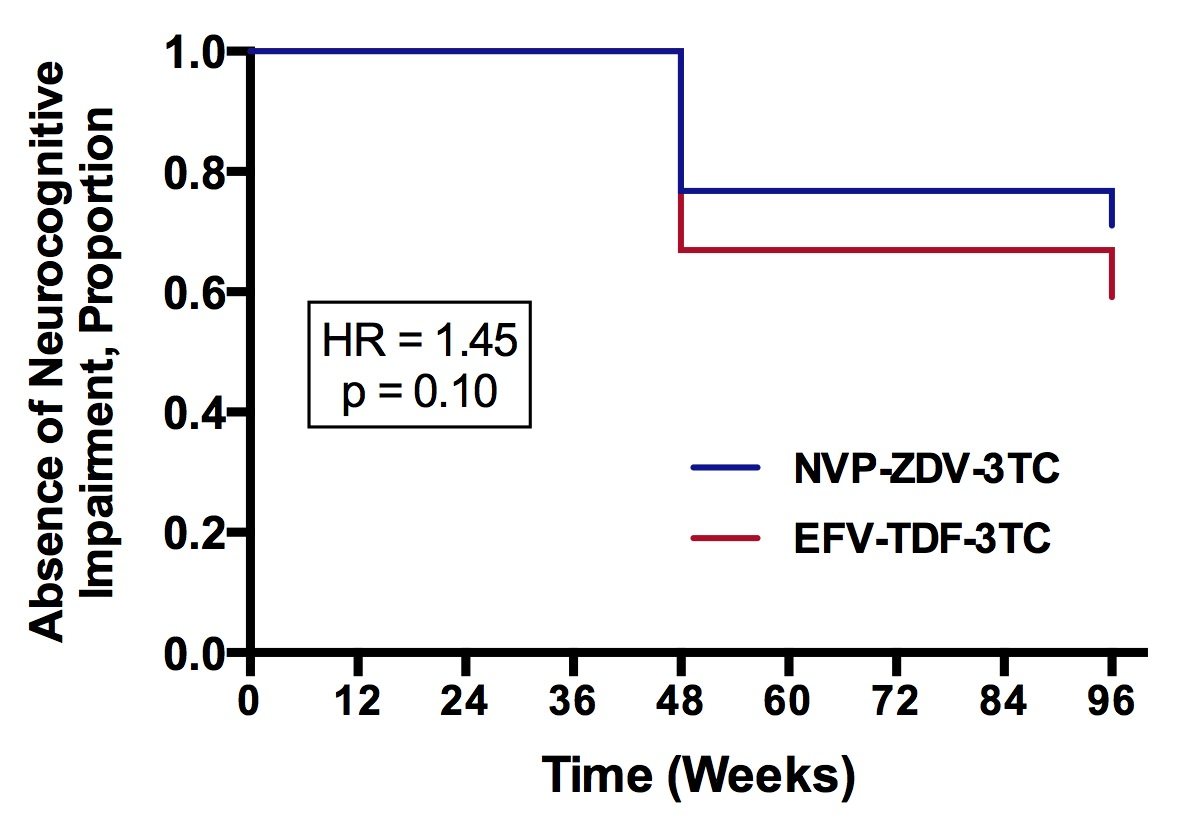 Absence of Neurocognitive
Impairment, Proportion
1.0
0.8
0.6
0.4
0.2
0.0
HR = 1.45
p = 0.10
NVP-ZDV-3TC
EFV-TDF-3TC
0 12 24 36 48 60 72 84 96
Time (Weeks)